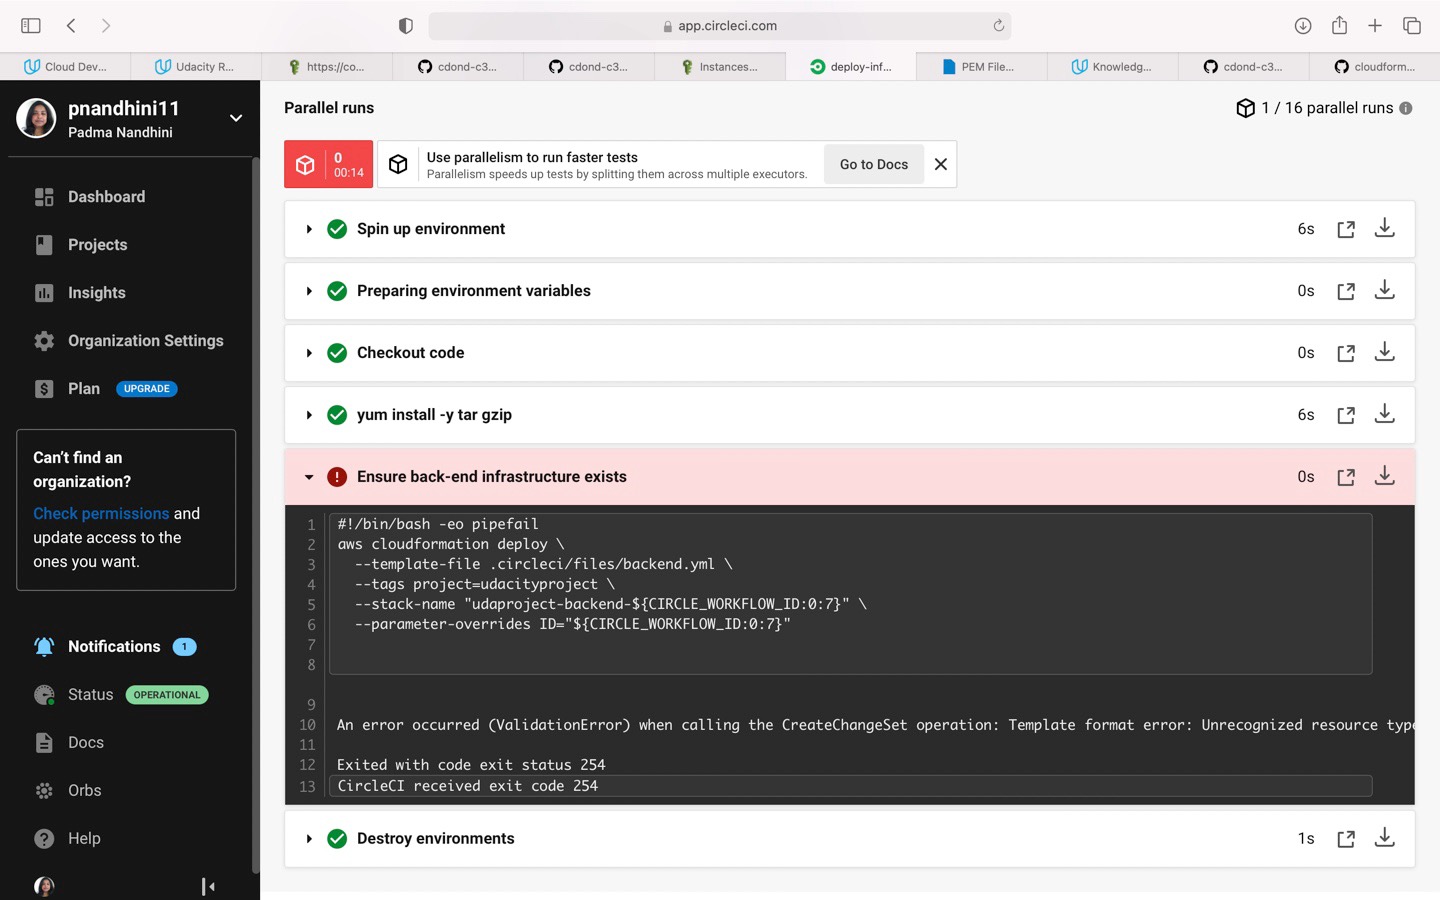 app.circleci.com
Cloud Dev...
Udacity R...
https://co...
cdond-c3...
cdond-c3...
Instances...
deploy-inf...
PEM File...
Knowledg...
cdond-c3...
cloudform...
pnandhini11
Padma Nandhini
Dashboard
Projects
Insights
Organization Settings
Plan UPGRADE
Can't find an
organization?
Check permissions and
update access to the
ones you want.
Notifications 1
Status OPERATIONAL
Docs
Orbs
Help
Parallel runs
1 / 16 parallel runs
0
00:14
Use parallelism to run faster tests
Parallelism speeds up tests by splitting them across multiple executors.
Go to Docs
Spin up environment 6s
Preparing environment variables 0s
Checkout code 0s
yum install -y tar gzip 6s
Ensure back-end infrastructure exists 0s
1 #!/bin/bash -eo pipefail
2 aws cloudformation deploy \
3 --template-file .circleci/files/backend.yml \
4 --tags project=udacityproject \
5 --stack-name "udaproject-backend-${CIRCLE_WORKFLOW_ID:0:7}" \
6 --parameter-overrides ID="${CIRCLE_WORKFLOW_ID:0:7}"
7
8
9
10 An error occurred (ValidationError) when calling the CreateChangeSet operation: Template format error: Unrecognized resource type
11
12 Exited with code exit status 254
13 CircleCI received exit code 254
Destroy environments 1s